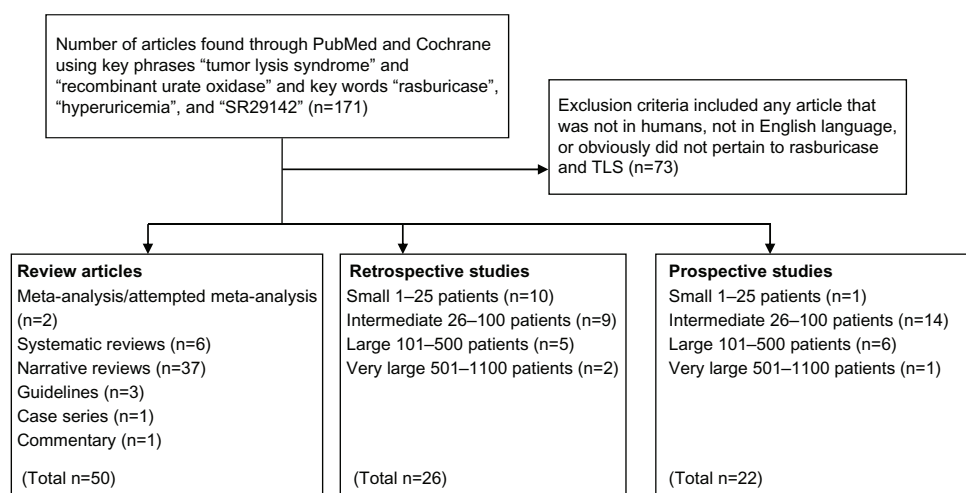 Number of articles found through PubMed and Cochrane
using key phrases “tumor lysis syndrome” and
“recombinant urate oxidase” and key words “rasburicase”,
“hyperuricemia”, and “SR29142” (n=171)
Exclusion criteria included any article that
was not in humans, not in English language,
or obviously did not pertain to rasburicase
and TLS (n=73)
Review articles
Meta-analysis/attempted meta-analysis
(n=2)
Systematic reviews (n=6)
Narrative reviews (n=37)
Guidelines (n=3)
Case series (n=1)
Commentary (n=1)
(Total n=50)
Retrospective studies
Small 1–25 patients (n=10)
Intermediate 26–100 patients (n=9)
Large 101–500 patients (n=5)
Very large 501–1100 patients (n=2)
(Total n=26)
Prospective studies
Small 1–25 patients (n=1)
Intermediate 26–100 patients (n=14)
Large 101–500 patients (n=6)
Very large 501–1100 patients (n=1)
(Total n=22)